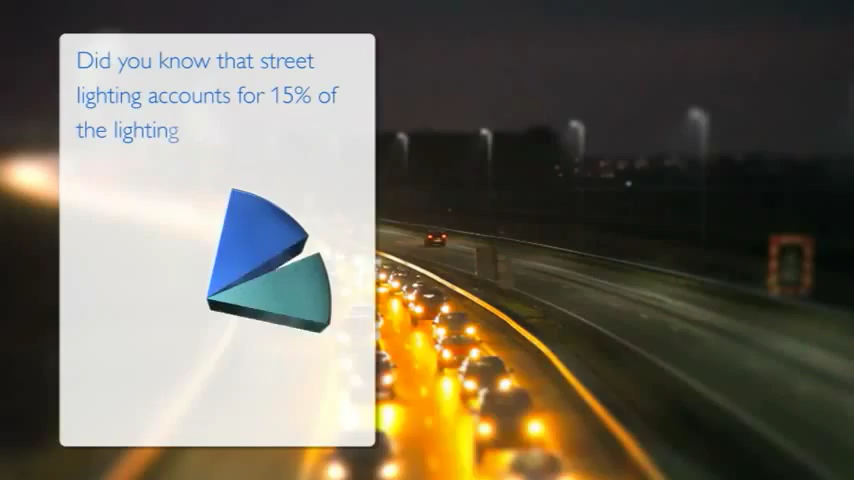 Did you know that street
lighting accounts for 15% of
the lighting